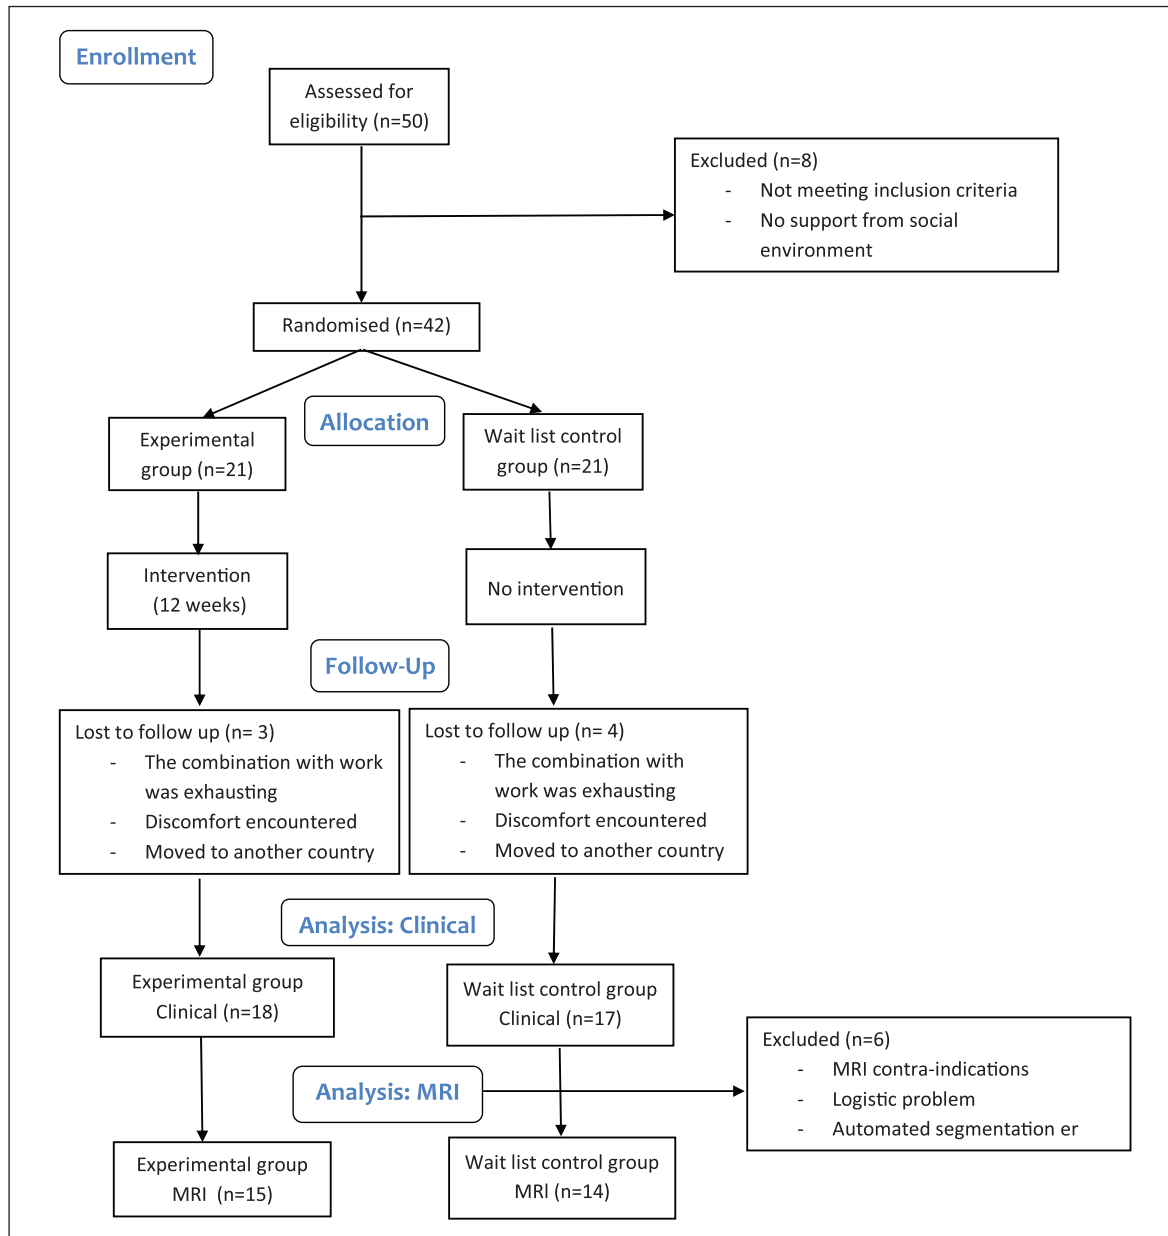 Enrollment
Assessed for
eligibility (n=50)
Excluded (n=8)
- Not meeting inclusion criteria
- No support from social
environment
Randomised (n=42)
Allocation
Experimental
group (n=21)
Wait list control
group (n=21)
Intervention
(12 weeks)
No intervention
Follow-Up
Lost to follow up (n= 3)
- The combination with work
was exhausting
- Discomfort encountered
- Moved to another country
Lost to follow up (n= 4)
- The combination with
work was exhausting
- Discomfort encountered
- Moved to another country
Analysis: Clinical
Experimental group
Clinical (n=18)
Wait list control group
Clinical (n=17)
Analysis: MRI
Excluded (n=6)
- MRI contra-indications
- Logistic problem
- Automated segmentation er
Experimental group
MRI (n=15)
Wait list control group
MRI (n=14)